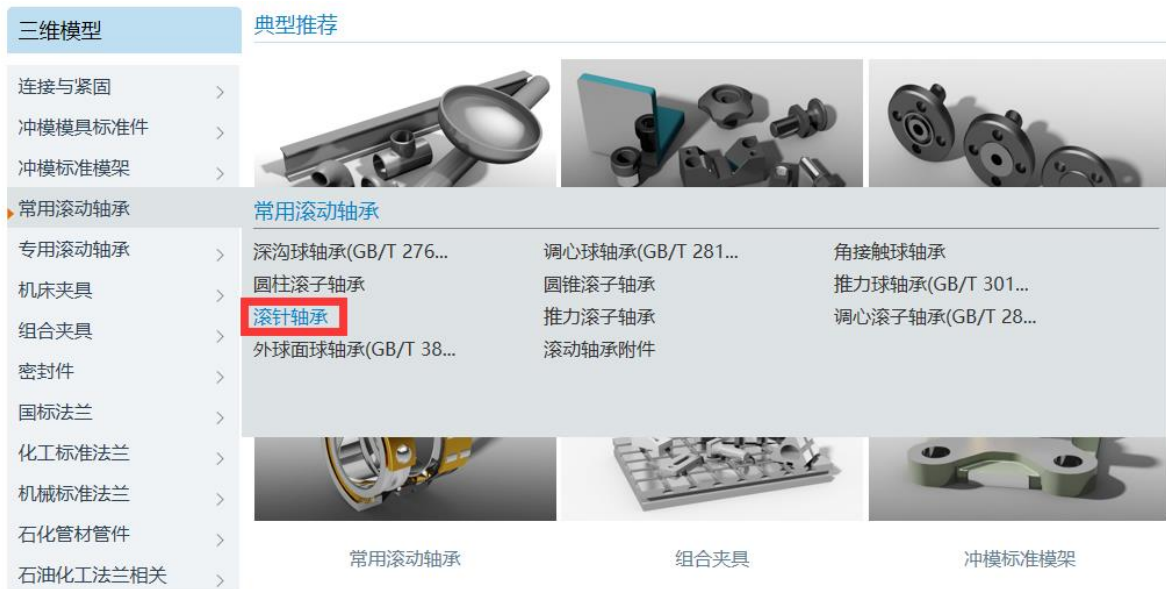 三维模型
典型推荐
连接与紧固
冲模模具标准件
冲模标准模架
常用滚动轴承
专用滚动轴承
机床夹具
组合夹具
密封件
国标法兰
化工标准法兰
机械标准法兰
石化管材管件
石油化工法兰相关
常用滚动轴承
深沟球轴承(GB/T 276...
调心球轴承(GB/T 281...
角接触球轴承
圆柱滚子轴承
圆锥滚子轴承
推力球轴承(GB/T 301...
滚针轴承
推力滚子轴承
调心滚子轴承(GB/T 28...
外球面球轴承(GB/T 38...
滚动轴承附件
常用滚动轴承
组合夹具
冲模标准模架